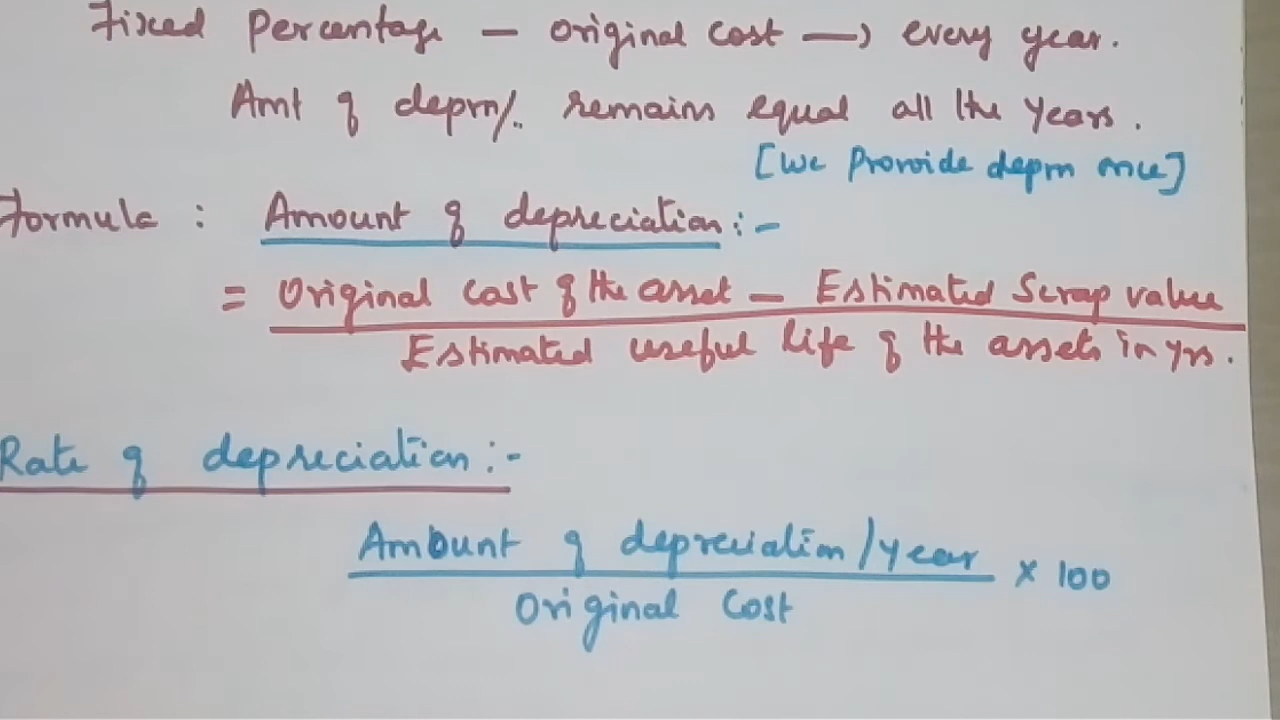 Fixed Percentage - original cost → every year.
Amt of deprn/. remains equal all the years.
[We Provide deprn once]
Formula : Amount of depreciation :-
= Original cost of the asset - Estimated Scrap value
Estimated useful life of the assets in yrs.
Rate of depreciation :-
Amount of depreciation/year × 100
Original Cost